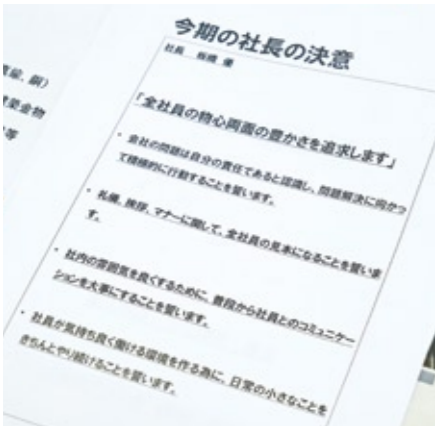 今期の社長の決意
社長 板橋
「全社員の物心両面の豊かさを追求します」
・ 会社の問題は自分の責任であると認識し、問題解決に向かっ
て積極的に行動することを誓います。
・ 礼儀、挨拶、マナーに関して、全社員の見本になることを誓いま
す。
・ 社内の雰囲気を良くするために、普段から社員とのコミュニケー
ションを大事にすることを誓います。
・ 社員が気持ち良く働ける環境を作る為に、日常の小さなことを
きちんとやり続けることを誓います。
銅）
金物
等